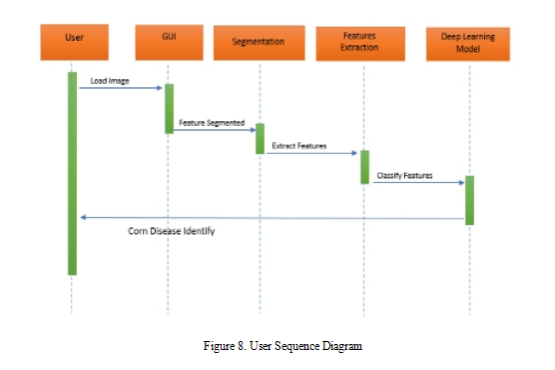 User
GUI
Segmentation
Features
Extraction
Deep Learning
Model
Load Image
Feature Segmented
Extract Features
Classify Features
Corn Disease Identify
Figure 8. User Sequence Diagram